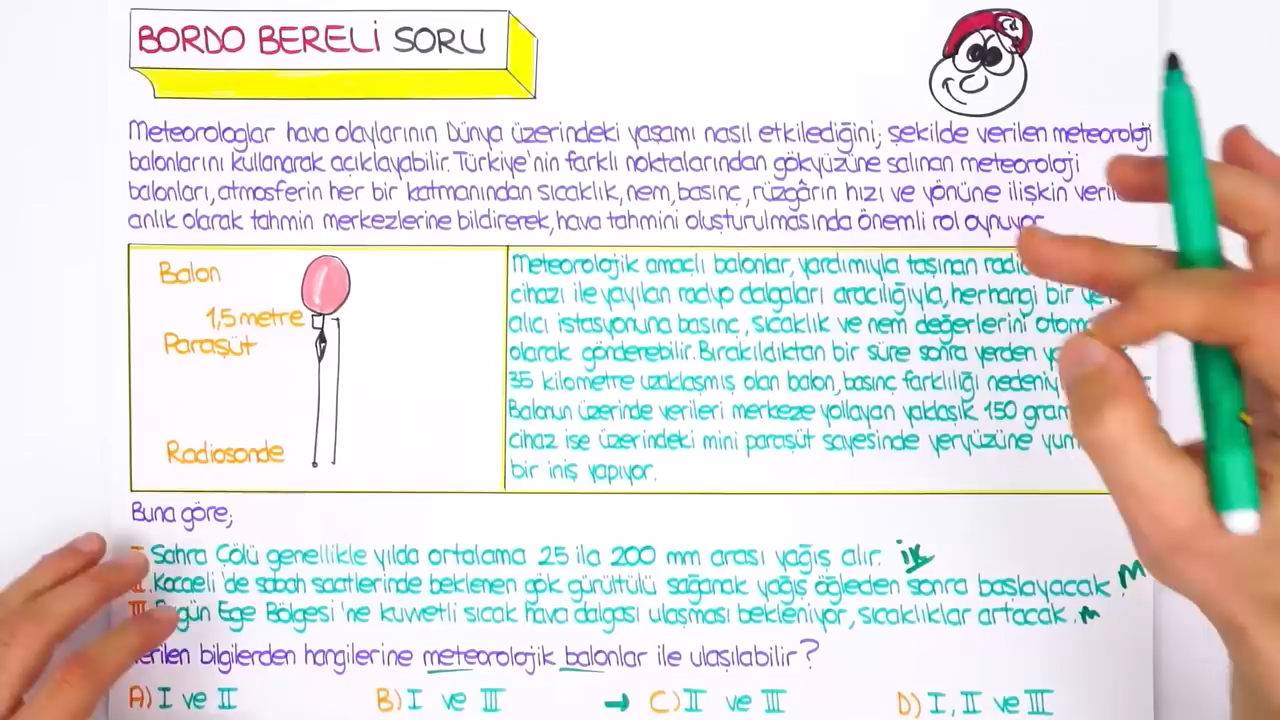 BORDO BERELİ SORU
Meteorologlar hava olaylarının Dünya üzerindeki yaşamı nasıl etkilediğini; şekilde verilen meteoroloji
balonlarını kullanarak açıklayabilir. Türkiye'nin farklı noktalarından gökyüzüne salınan meteoroloji
balonları, atmosferin her bir katmanından sıcaklık, nem, basınç, rüzgârın hızı ve yönüne ilişkin
anlık olarak tahmin merkezlerine bildirerek, hava tahmini oluşturulmasında önemli rol oynuyor.
Balon
1,5 metre
Paraşüt
Radiosonde
Meteorolojik amaçlı balonlar, yardımıyla taşınan
cihazı ile yayılan radyo dalgaları aracılığıyla, herhangi bir
alıcı istasyonuna basınç, sıcaklık ve nem değerlerini
olarak gönderebilir. Bırakıldıktan bir süre sonra yerden
35 kilometre uzaklaşmış olan balon, basınç farklılığı
Balonun üzerinde verileri merkeze yollayan yaklaşık 150 gram
cihaz ise üzerindeki mini paraşüt sayesinde yeryüzüne
bir iniş yapıyor.
Buna göre;
Sahra Çölü genellikle yılda ortalama 25 ila 200 mm arası yağış alır. ik
Kocaeli'de sabah saatlerinde beklenen gök gürültülü sağanak yağış öğleden sonra başlayacak. M
III. Bugün Ege Bölgesi'ne kuvvetli sıcak hava dalgası ulaşması bekleniyor, sıcaklıklar artacak. m
verilen bilgilerden hangilerine meteorolojik balonlar ile ulaşılabilir?
A) I ve II B) I ve III → C) II ve III D) I, II ve III